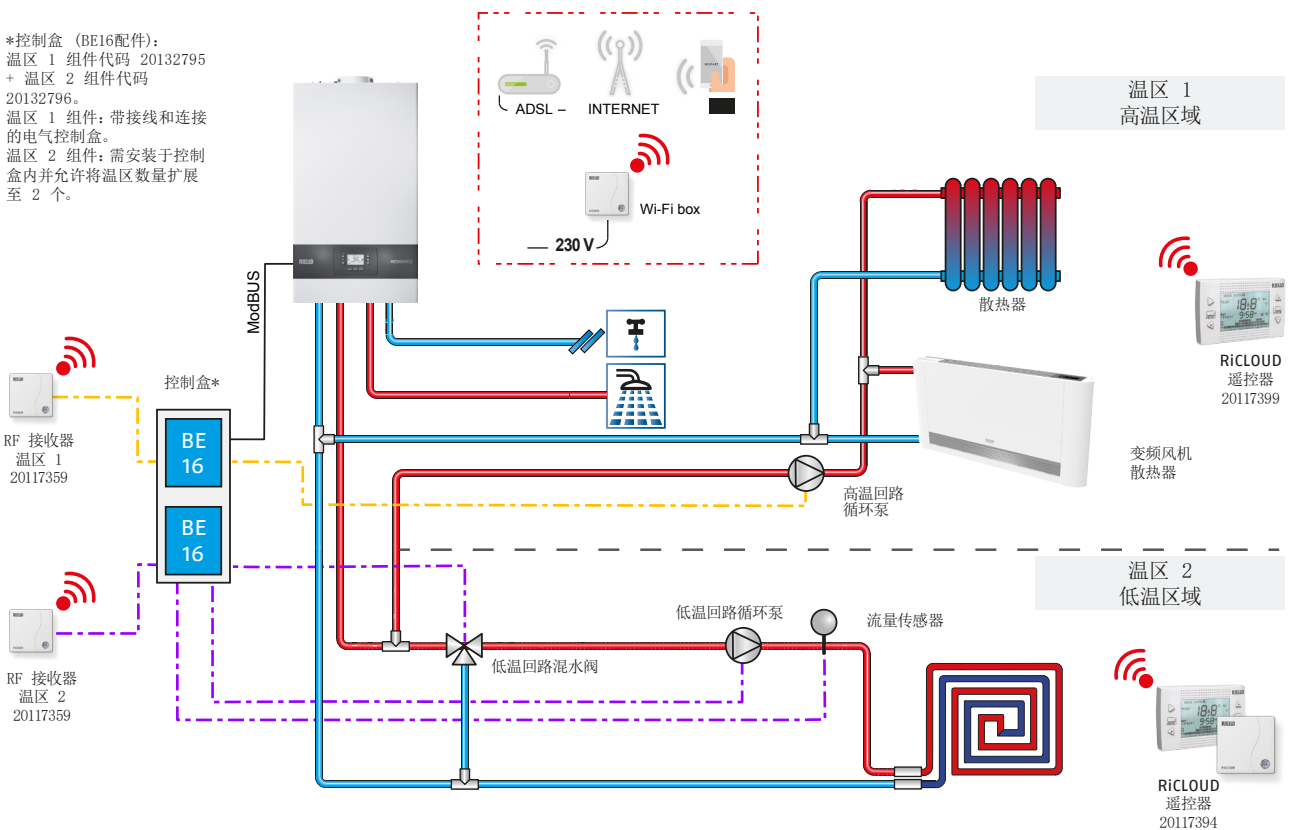 *控制盒 (BE16配件):
温区 1 组件代码 20132795
+ 温区 2 组件代码
20132796。
温区 1 组件: 带接线和连接
的电气控制盒。
温区 2 组件: 需安装于控制
盒内并允许将温区数量扩展
至 2 个。
ADSL –
INTERNET
Wi-Fi box
230 V
温区 1
高温区域
散热器
RiCLOUD
遥控器
20117399
变频风机
散热器
ModBUS
控制盒*
BE
16
BE
16
RF 接收器
温区 1
20117359
高温回路
循环泵
温区 2
低温区域
低温回路循环泵
流量传感器
低温回路混水阀
RF 接收器
温区 2
20117359
RiCLOUD
遥控器
20117394